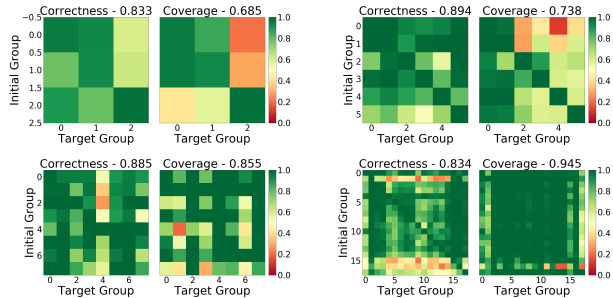 Correctness - 0.833 Coverage - 0.685
-0.5
0.0
0.5
1.0
1.5
2.0
2.5
Initial Group
0 1 2 0 1 2
Target Group Target Group
1.0
0.8
0.6
0.4
0.2
0.0
Correctness - 0.894 Coverage - 0.738
0
1
2
3
4
5
Initial Group
0 2 4 0 2 4
Target Group Target Group
1.0
0.8
0.6
0.4
0.2
0.0
Correctness - 0.885 Coverage - 0.855
0
2
4
6
Initial Group
0 2 4 6 0 2 4 6
Target Group Target Group
1.0
0.8
0.6
0.4
0.2
0.0
Correctness - 0.834 Coverage - 0.945
0
5
10
15
Initial Group
0 5 10 15 0 5 10 15
Target Group Target Group
1.0
0.8
0.6
0.4
0.2
0.0